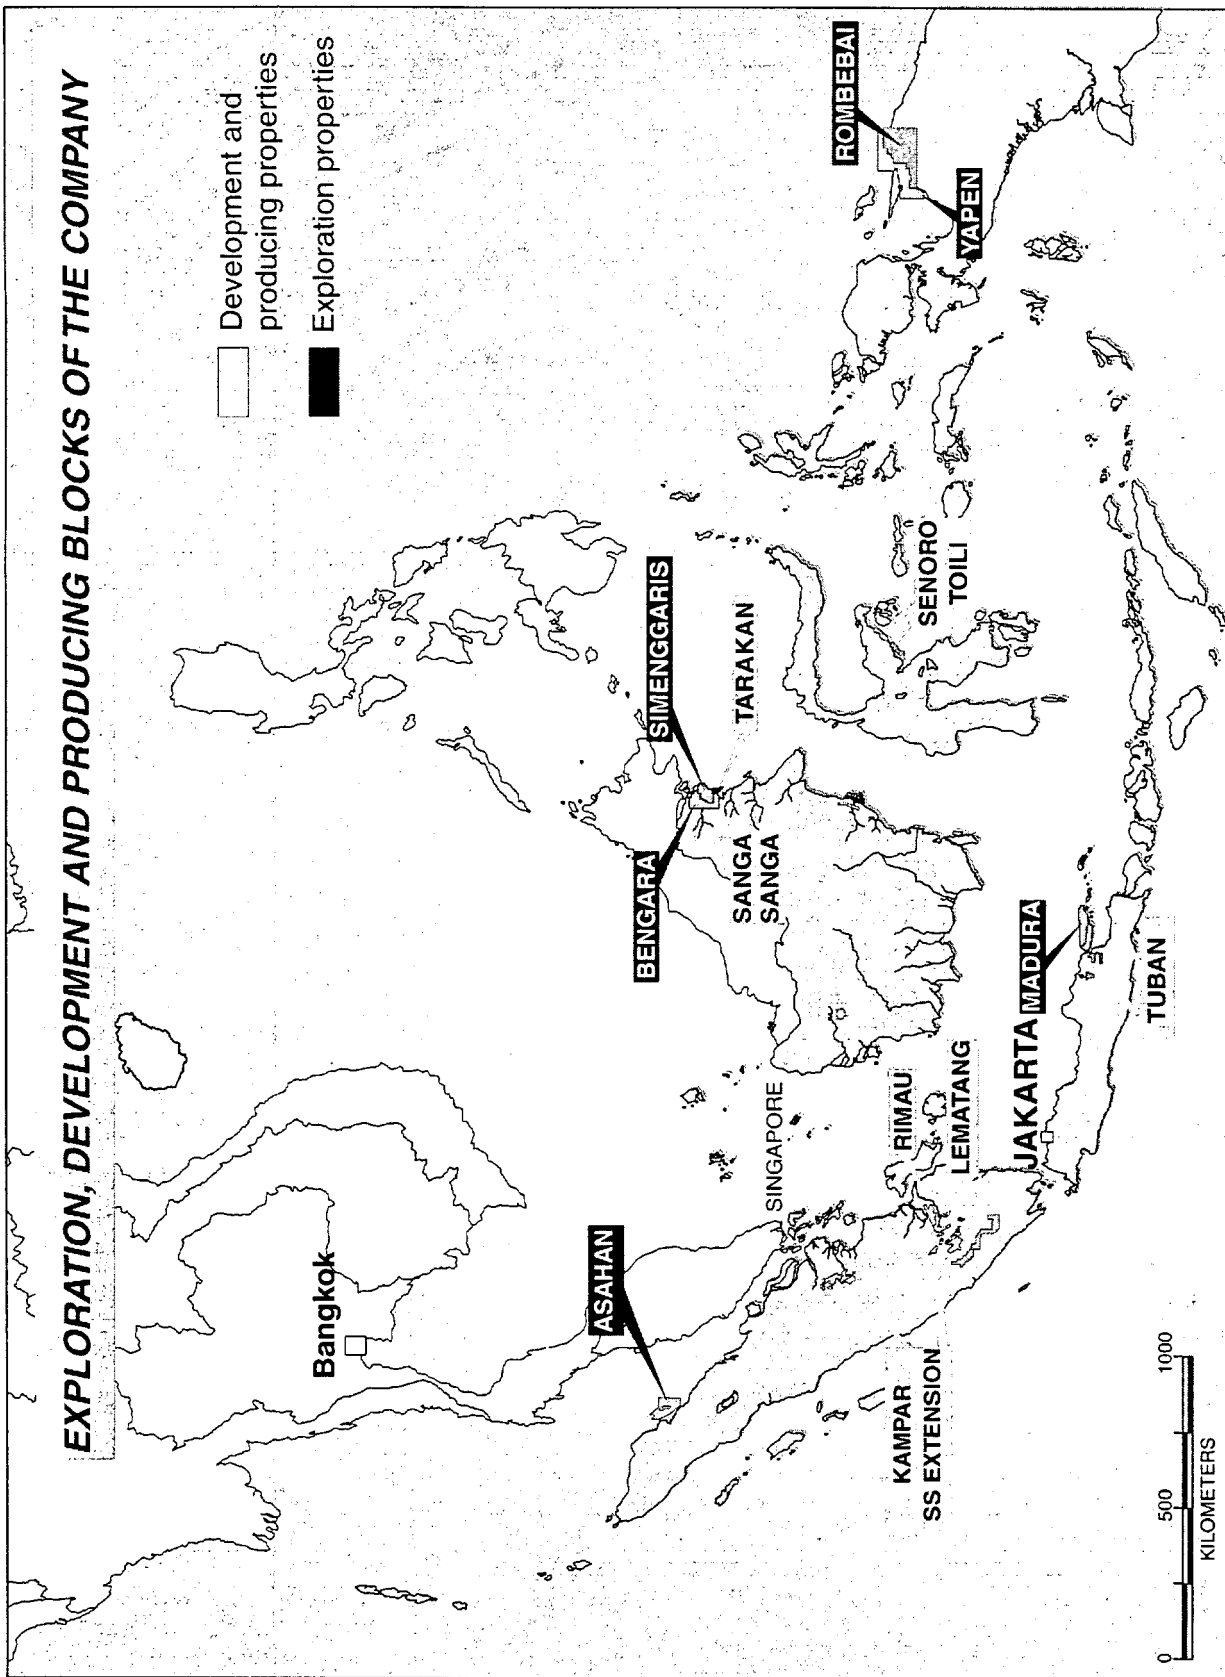 EXPLORATION, DEVELOPMENT AND PRODUCING BLOCKS OF THE COMPANY
Development and
producing properties
Exploration properties
Bangkok
ASAHAN
SINGAPORE
BENGARA
SIMENGGARIS
TARAKAN
SANGA
SANGA
ROMBEBAI
YAPEN
SENORO
TOILI
RIMAU
LEMATANG
KAMPAR
SS EXTENSION
JAKARTA
MADURA
TUBAN
0
500
1000
KILOMETERS